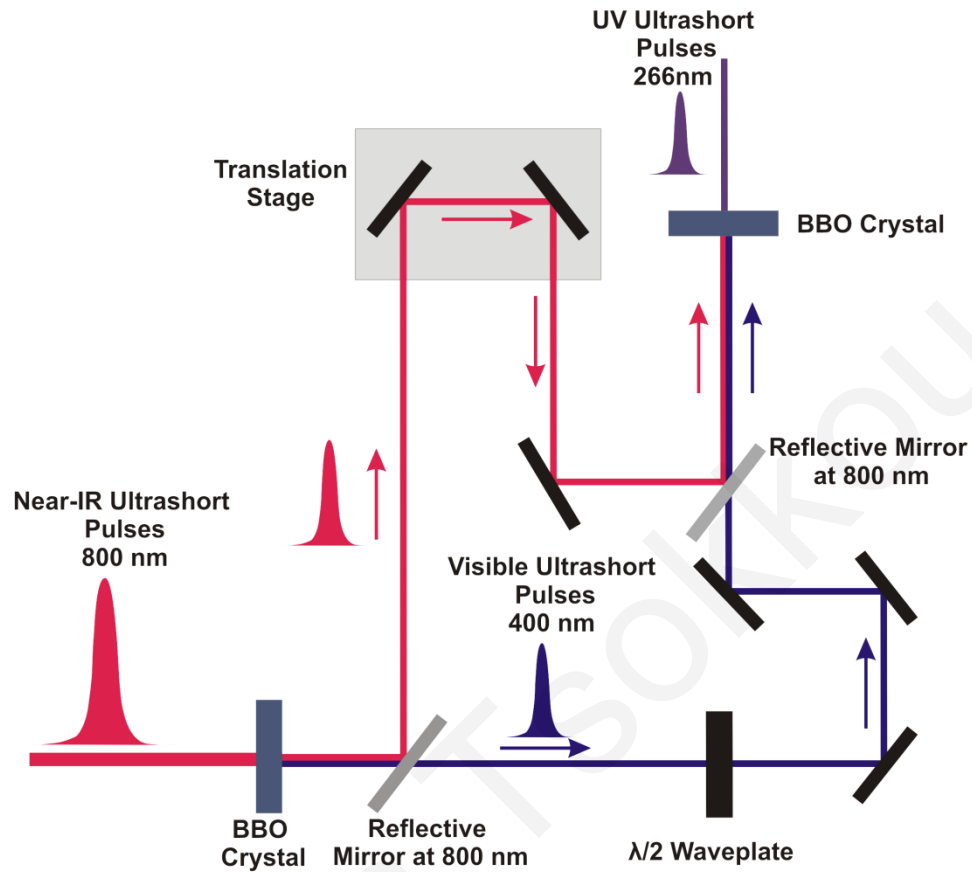 UV Ultrashort
Pulses
266nm
Translation
Stage
BBO Crystal
Reflective Mirror
at 800 nm
Near-IR Ultrashort
Pulses
800 nm
Visible Ultrashort
Pulses
400 nm
BBO
Crystal
Reflective
Mirror at 800 nm
λ/2 Waveplate
Tsokkou